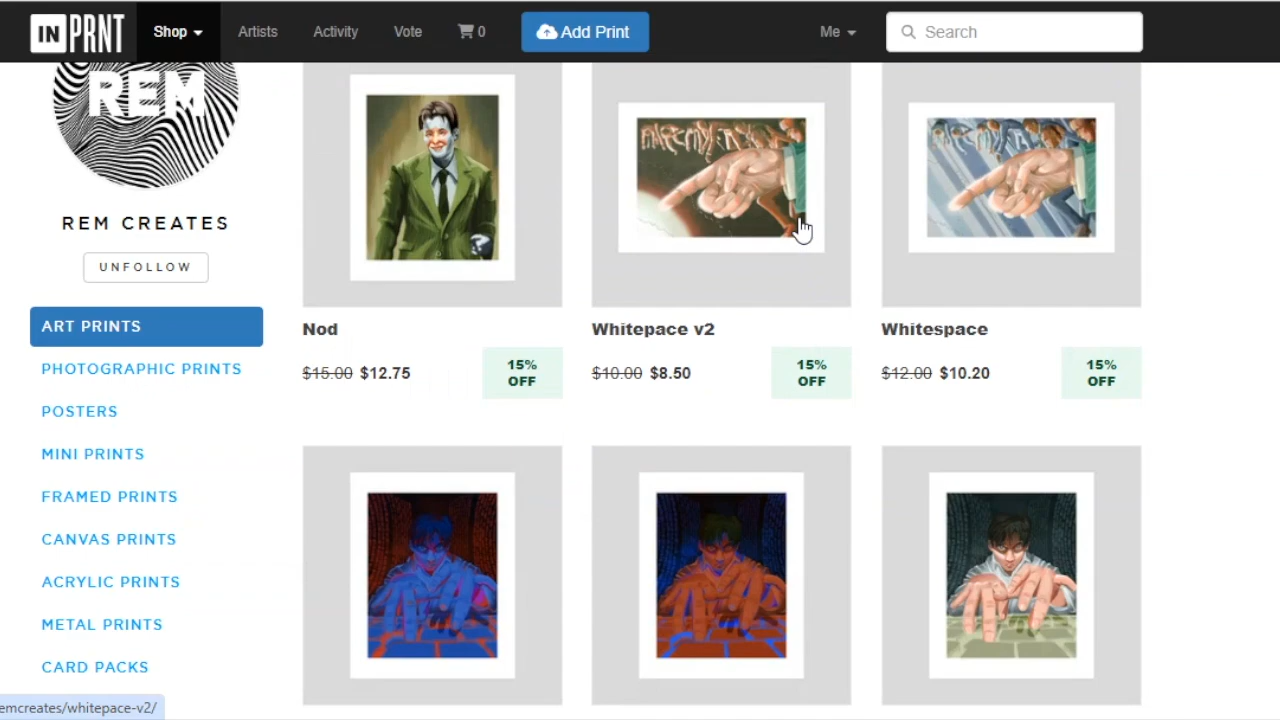 IN PRNT
Shop
Artists
Activity
Vote
0
Add Print
Me
Search
REM
REM CREATES
UNFOLLOW
ART PRINTS
PHOTOGRAPHIC PRINTS
POSTERS
MINI PRINTS
FRAMED PRINTS
CANVAS PRINTS
ACRYLIC PRINTS
METAL PRINTS
CARD PACKS
Nod
$15.00 $12.75
15%
OFF
Whitepace v2
$10.00 $8.50
15%
OFF
Whitespace
$12.00 $10.20
15%
OFF
emcreates/whitepace-v2/